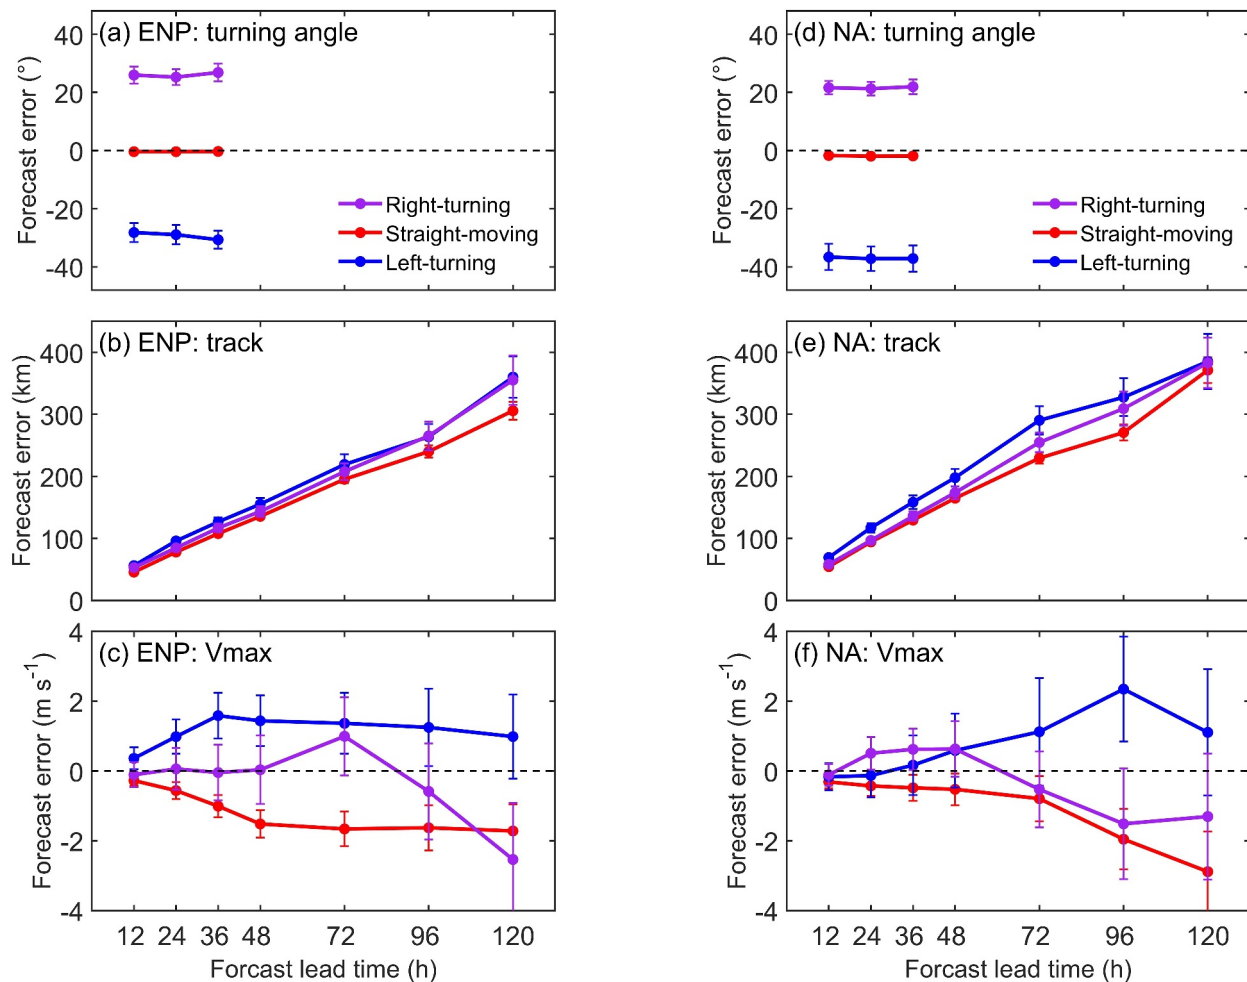 (a) ENP: turning angle
Forecast error (°)
40
20
0
-20
-40
Right-turning
Straight-moving
Left-turning
(b) ENP: track
Forecast error (km)
400
300
200
100
0
(c) ENP: Vmax
Forecast error (m s⁻¹)
4
2
0
-2
-4
12 24 36 48 72 96 120
Forcast lead time (h)
(d) NA: turning angle
Forecast error (°)
40
20
0
-20
-40
Right-turning
Straight-moving
Left-turning
(e) NA: track
Forecast error (km)
400
300
200
100
0
(f) NA: Vmax
Forecast error (m s⁻¹)
4
2
0
-2
-4
12 24 36 48 72 96 120
Forcast lead time (h)